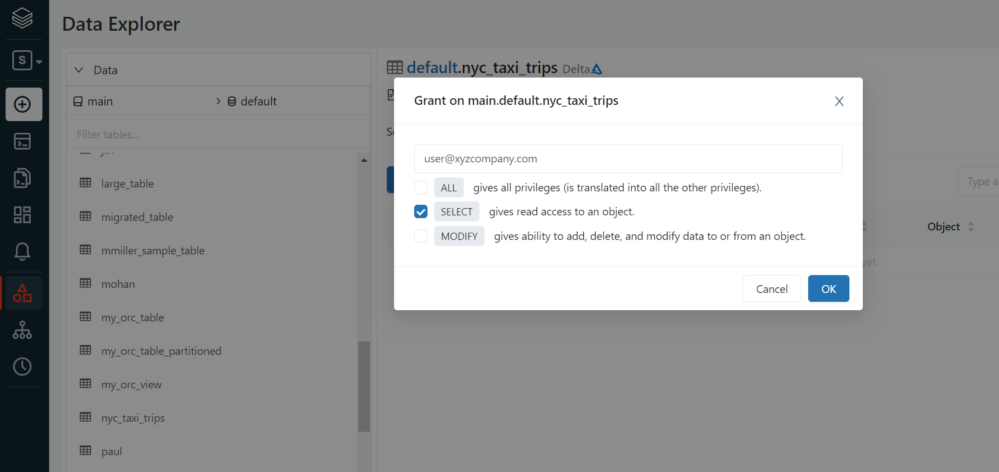 Data Explorer
S
Data
main
default
Filter tables...
large_table
migrated_table
mmiller_sample_table
mohan
my_orc_table
my_orc_table_partitioned
my_orc_view
nyc_taxi_trips
paul
default.nyc_taxi_trips Delta
Grant on main.default.nyc_taxi_trips
user@xyzcompany.com
ALL gives all privileges (is translated into all the other privileges).
SELECT gives read access to an object.
MODIFY gives ability to add, delete, and modify data to or from an object.
Cancel
OK
Type a
Object
yet.